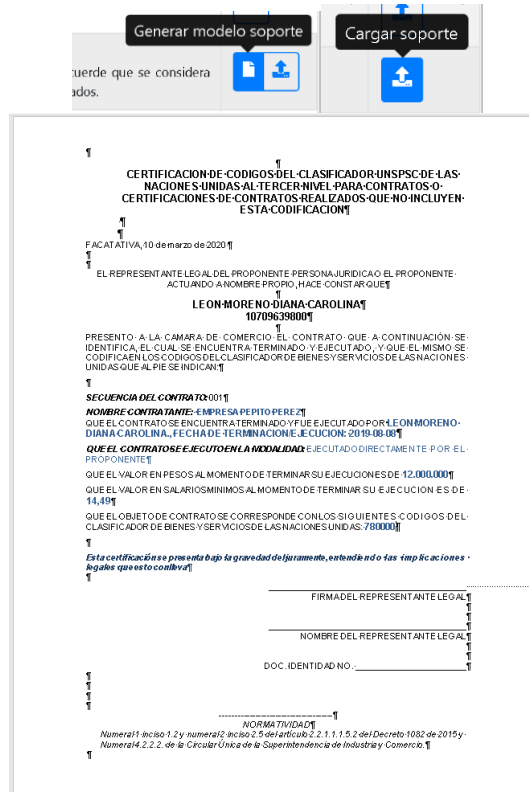 Generar modelo soporte
Cargar soporte
cuerde que se considera
ados.
CERTIFICACION DE CODIGOS DEL CLASIFICADOR UNSPSC DE LAS
NACIONES UNIDAS AL TERCER NIVEL PARA CONTRATOS O
CERTIFICACIONES DE CONTRATOS REALIZADOS QUE NO INCLUYEN
ESTA CODIFICACION¶
FACATATIVA, 10 de marzo de 2020¶
EL REPRESENTANTE LEGAL DEL PROPONENTE PERSONA JURIDICA O EL PROPONENTE
ACTUANDO A NOMBRE PROPIO, HACE CONSTAR QUE¶
LEON MORENO DIANA CAROLINA¶
10709639800¶
PRESENTO A LA CAMARA DE COMERCIO EL CONTRATO QUE A CONTINUACIÓN SE
IDENTIFICA, EL CUAL SE ENCUENTRA TERMINADO Y EJECUTADO, Y QUE EL MISMO SE
CODIFICA EN LOS CODIGOS DEL CLASIFICADOR DE BIENES Y SERVICIOS DE LAS NACIONES
UNIDAS QUE AL PIE SE INDICAN:¶
SECUENCIA DEL CONTRATO: 001¶
NOMBRE CONTRATANTE: EMPRESA PEPITO PEREZ¶
QUE EL CONTRATO SE ENCUENTRA TERMINADO Y FUE EJECUTADO POR LEON MORENO
DIANA CAROLINA., FECHA DE TERMINACION/EJECUCION: 2019-08-08¶
QUE EL CONTRATO SE EJECUTO EN LA MODALIDAD: EJECUTADO DIRECTAMENTE POR EL
PROPONENTE¶
QUE EL VALOR EN PESOS AL MOMENTO DE TERMINAR SU EJECUCION ES DE 12.000.000¶
QUE EL VALOR EN SALARIOS MINIMOS AL MOMENTO DE TERMINAR SU EJECUCION ES DE
14,49¶
QUE EL OBJETO DE CONTRATO SE CORRESPONDE CON LOS SIGUIENTES CODIGOS DEL
CLASIFICADOR DE BIENES Y SERVICIOS DE LAS NACIONES UNIDAS: 780000¶
Esta certificación se presenta bajo la gravedad del juramente, entendiendo las implicaciones
legales que esto conlleva¶
FIRMA DEL REPRESENTANTE LEGAL¶
NOMBRE DEL REPRESENTANTE LEGAL¶
DOC. IDENTIDAD NO. ____________________¶
---------------------------------¶
NORMATIVIDAD¶
Numeral 1 inciso 1.2 y numeral 2 inciso 2.5 del artículo 2.2.1.1.1.5.2 del Decreto 1082 de 2015 y
Numeral 4.2.2.2. de la Circular Única de la Superintendencia de Industria y Comercio.¶